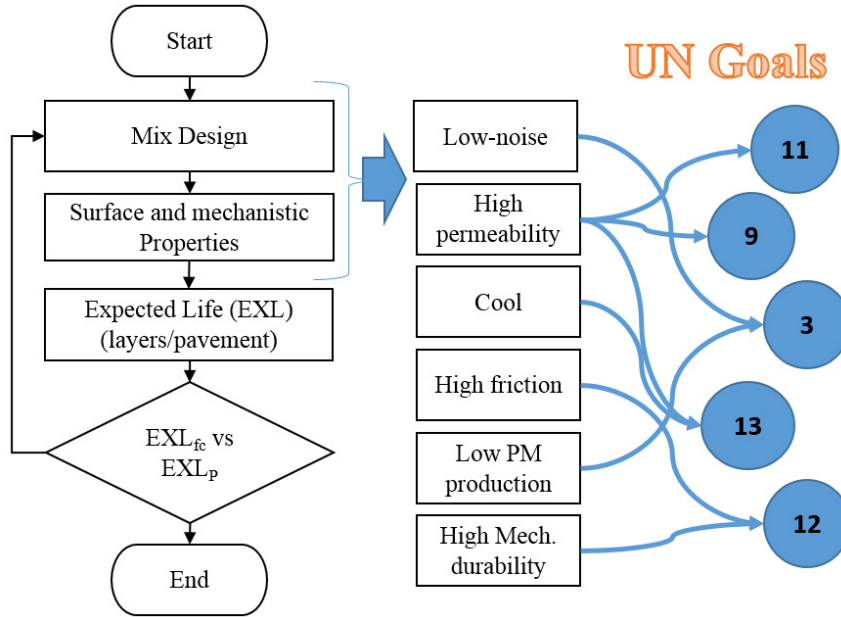 Start
Mix Design
Surface and mechanistic
Properties
Expected Life (EXL)
(layers/pavement)
EXLfc vs
EXLP
End
Low-noise
High
permeability
Cool
High friction
Low PM
production
High Mech.
durability
UN Goals
11
9
3
13
12